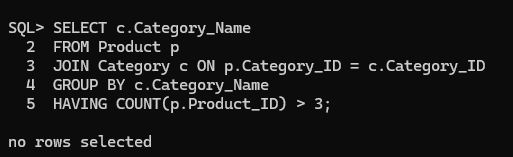 SQL> SELECT c.Category_Name
  2  FROM Product p
  3  JOIN Category c ON p.Category_ID = c.Category_ID
  4  GROUP BY c.Category_Name
  5  HAVING COUNT(p.Product_ID) > 3;
no rows selected